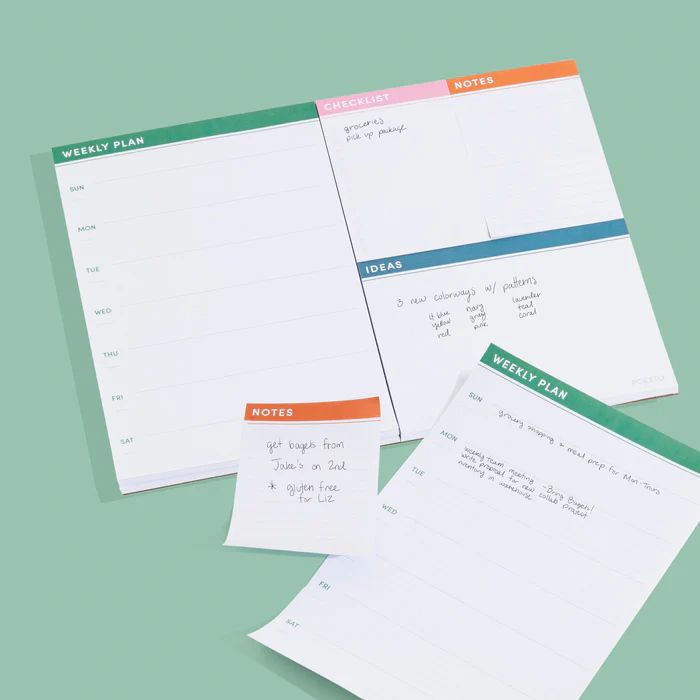 WEEKLY PLAN
SUN
MON
TUE
WED
THU
FRI
SAT
CHECKLIST
groceries
pick up package
NOTES
IDEAS
3 new colorways w/ patterns
lt blue navy lavender
yellow gray teal
red pink coral
NOTES
get bagels from
Jake's on 2nd
* gluten free
for Liz
WEEKLY PLAN
SUN
grocery shopping & meal prep for Mon-Thurs
MON
weekly team meeting - Bring Bagels!
write proposal for new collab project
inventory in warehouse
TUE
WED
FRI
SAT